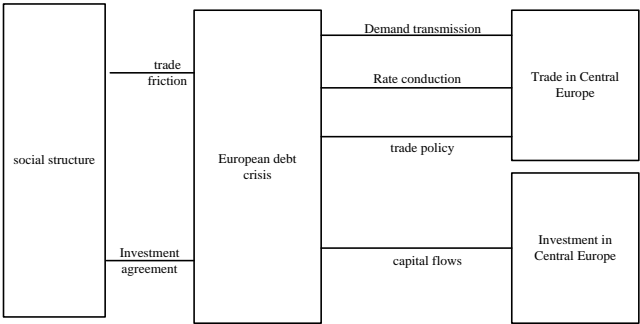 social structure
trade
friction
Investment
agreement
European debt
crisis
Demand transmission
Rate conduction
trade policy
capital flows
Trade in Central
Europe
Investment in
Central Europe